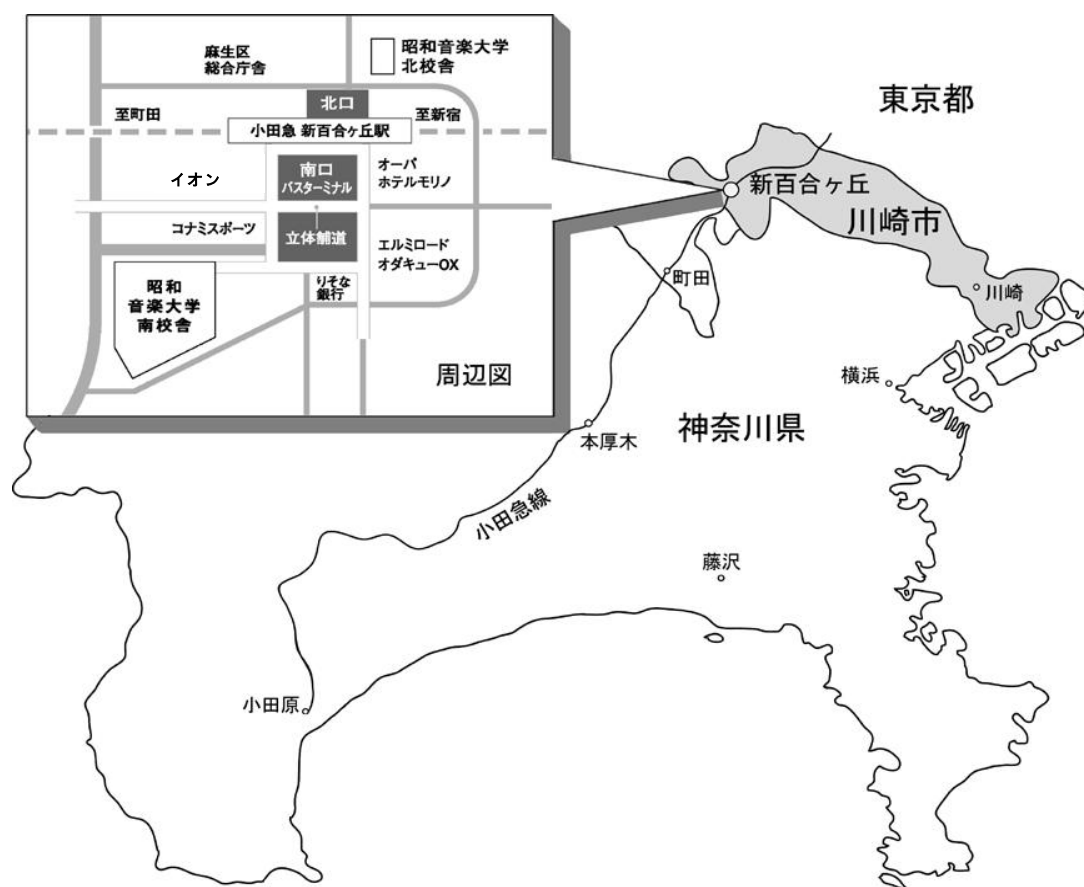 麻生区
総合庁舎
昭和音楽大学
北校舎
北口
至町田
至新宿
小田急 新百合ヶ丘駅
イオン
南口
バスターミナル
オーパ
ホテルモリノ
コナミスポーツ
立体舗道
エルミロード
オダキューOX
りそな
銀行
昭和
音楽大学
南校舎
周辺図
東京都
新百合ヶ丘
川崎市
町田
川崎
横浜
神奈川県
本厚木
小田急線
藤沢
小田原